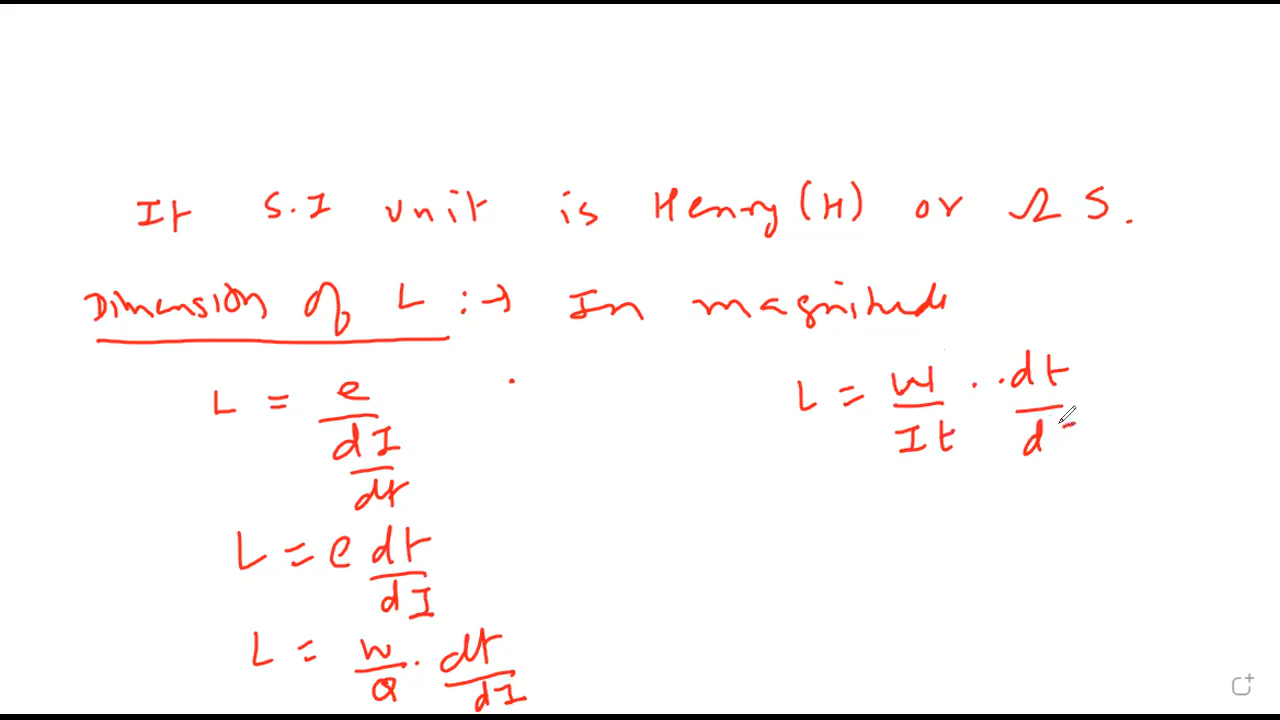 It S.I unit is Henry (H) or Ω S.
Dimension of L :→ In magnitude
L = e / dI/dt
L = e dt/dI
L = W/Q . dt/dI
L = W/It .. dt/d